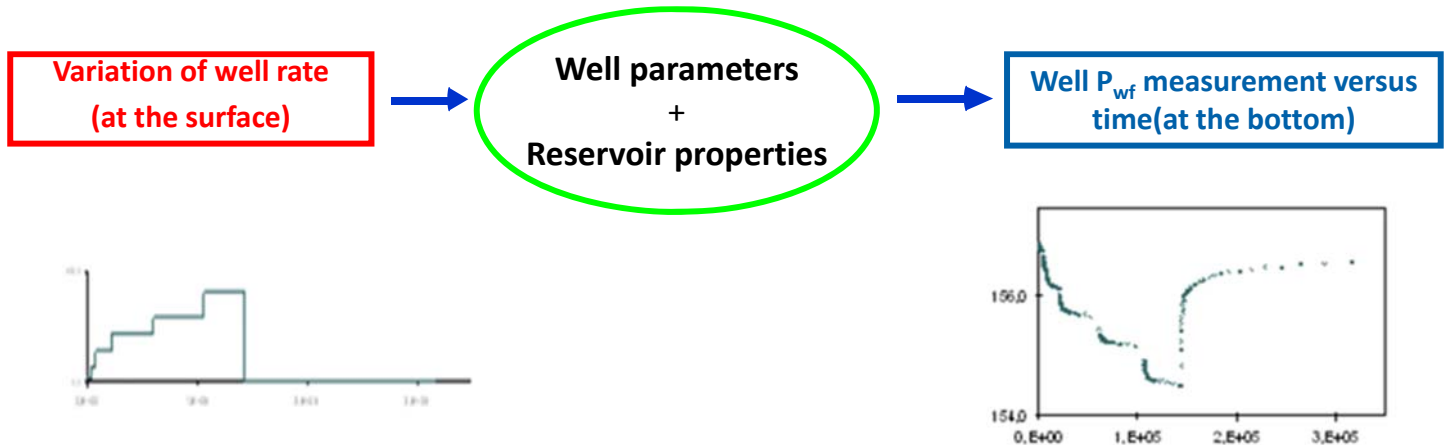 Variation of well rate
(at the surface)
Well parameters
+
Reservoir properties
Well Pwf measurement versus
time(at the bottom)
156,0
154,0
0,E+00
1,E+05
2,E+05
3,E+05